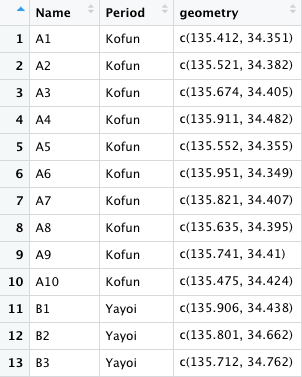 Name Period geometry
1 A1 Kofun c(135.412, 34.351)
2 A2 Kofun c(135.521, 34.382)
3 A3 Kofun c(135.674, 34.405)
4 A4 Kofun c(135.911, 34.482)
5 A5 Kofun c(135.552, 34.355)
6 A6 Kofun c(135.951, 34.349)
7 A7 Kofun c(135.821, 34.407)
8 A8 Kofun c(135.635, 34.395)
9 A9 Kofun c(135.741, 34.41)
10 A10 Kofun c(135.475, 34.424)
11 B1 Yayoi c(135.906, 34.438)
12 B2 Yayoi c(135.801, 34.662)
13 B3 Yayoi c(135.712, 34.762)